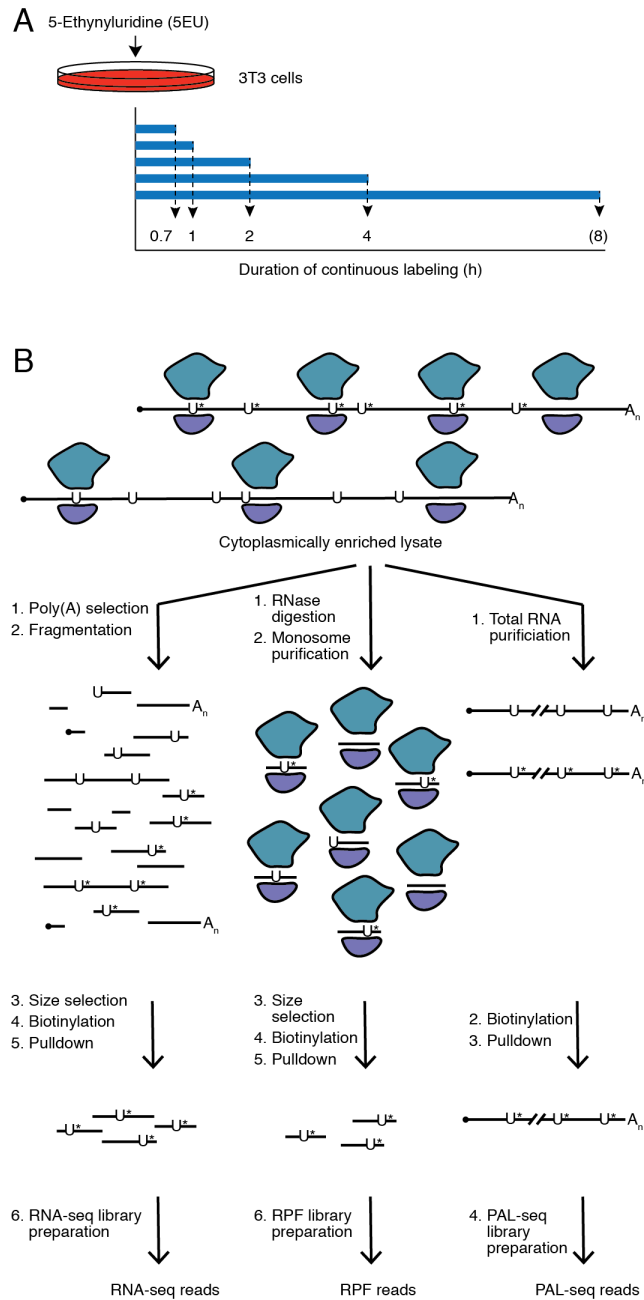 A
5-Ethynyluridine (5EU)
3T3 cells
0.7 1 2 4 (8)
Duration of continuous labeling (h)
B
U* U* U* U* U* U* An
U U U U U U An
Cytoplasmically enriched lysate
1. Poly(A) selection
2. Fragmentation
1. RNase
digestion
2. Monosome
purification
1. Total RNA
purificiation
U
An
U
U
U U
U*
U
U*
U*
U* U*
U*
An
U*
U*
U
U
U*
U U U An
U* U* U* An
3. Size selection
4. Biotinylation
5. Pulldown
3. Size
selection
4. Biotinylation
5. Pulldown
2. Biotinylation
3. Pulldown
U*
U*
U*
U*
U*
U*
U*
U* U* U* An
6. RNA-seq library
preparation
6. RPF library
preparation
4. PAL-seq
library
preparation
RNA-seq reads
RPF reads
PAL-seq reads